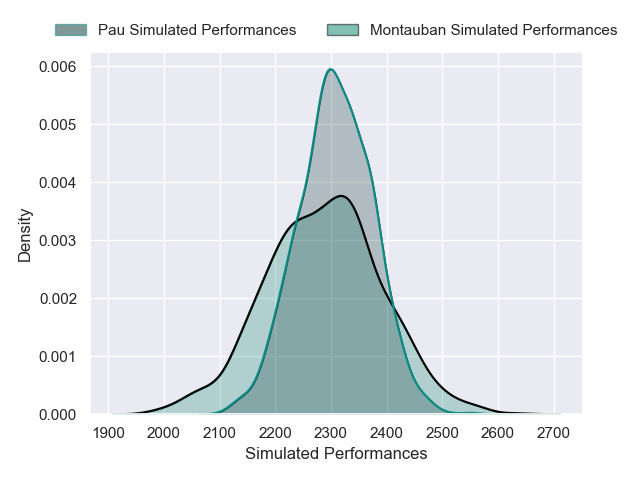 Pau Simulated Performances
Montauban Simulated Performances
0.006
0.005
0.004
0.003
0.002
0.001
0.000
Density
1900 2000 2100 2200 2300 2400 2500 2600 2700
Simulated Performances